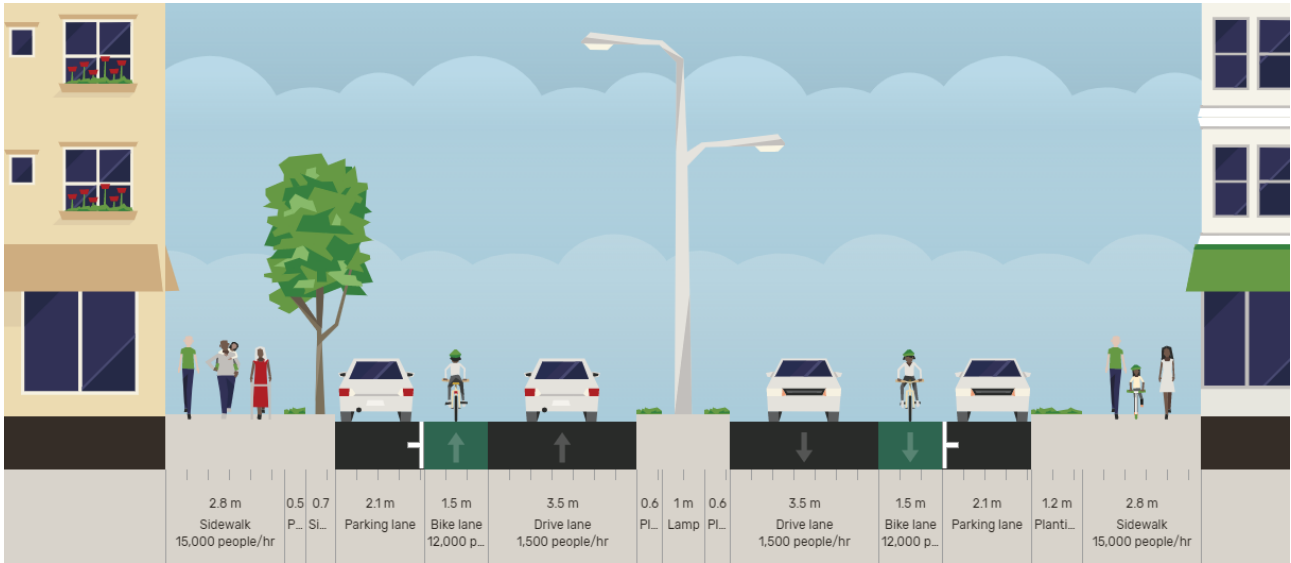 2.8 m
Sidewalk
15,000 people/hr
0.5
P...
0.7
Si...
2.1 m
Parking lane
1.5 m
Bike lane
12,000 p...
3.5 m
Drive lane
1,500 people/hr
0.6
Pl...
1 m
Lamp
0.6
Pl...
3.5 m
Drive lane
1,500 people/hr
1.5 m
Bike lane
12,000 p...
2.1 m
Parking lane
1.2 m
Planti...
2.8 m
Sidewalk
15,000 people/hr